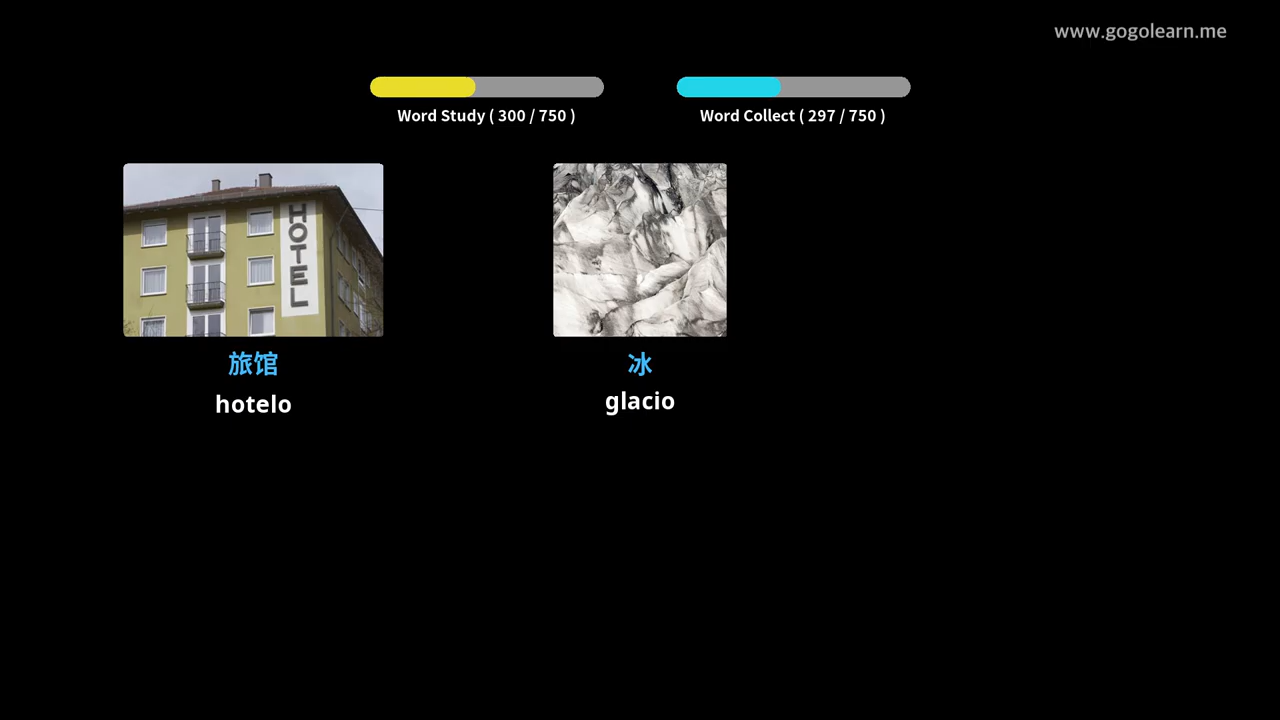 www.gogolearn.me
Word Study ( 300 / 750 )
Word Collect ( 297 / 750 )
HOTEL
旅馆
冰
hotelo
glacio